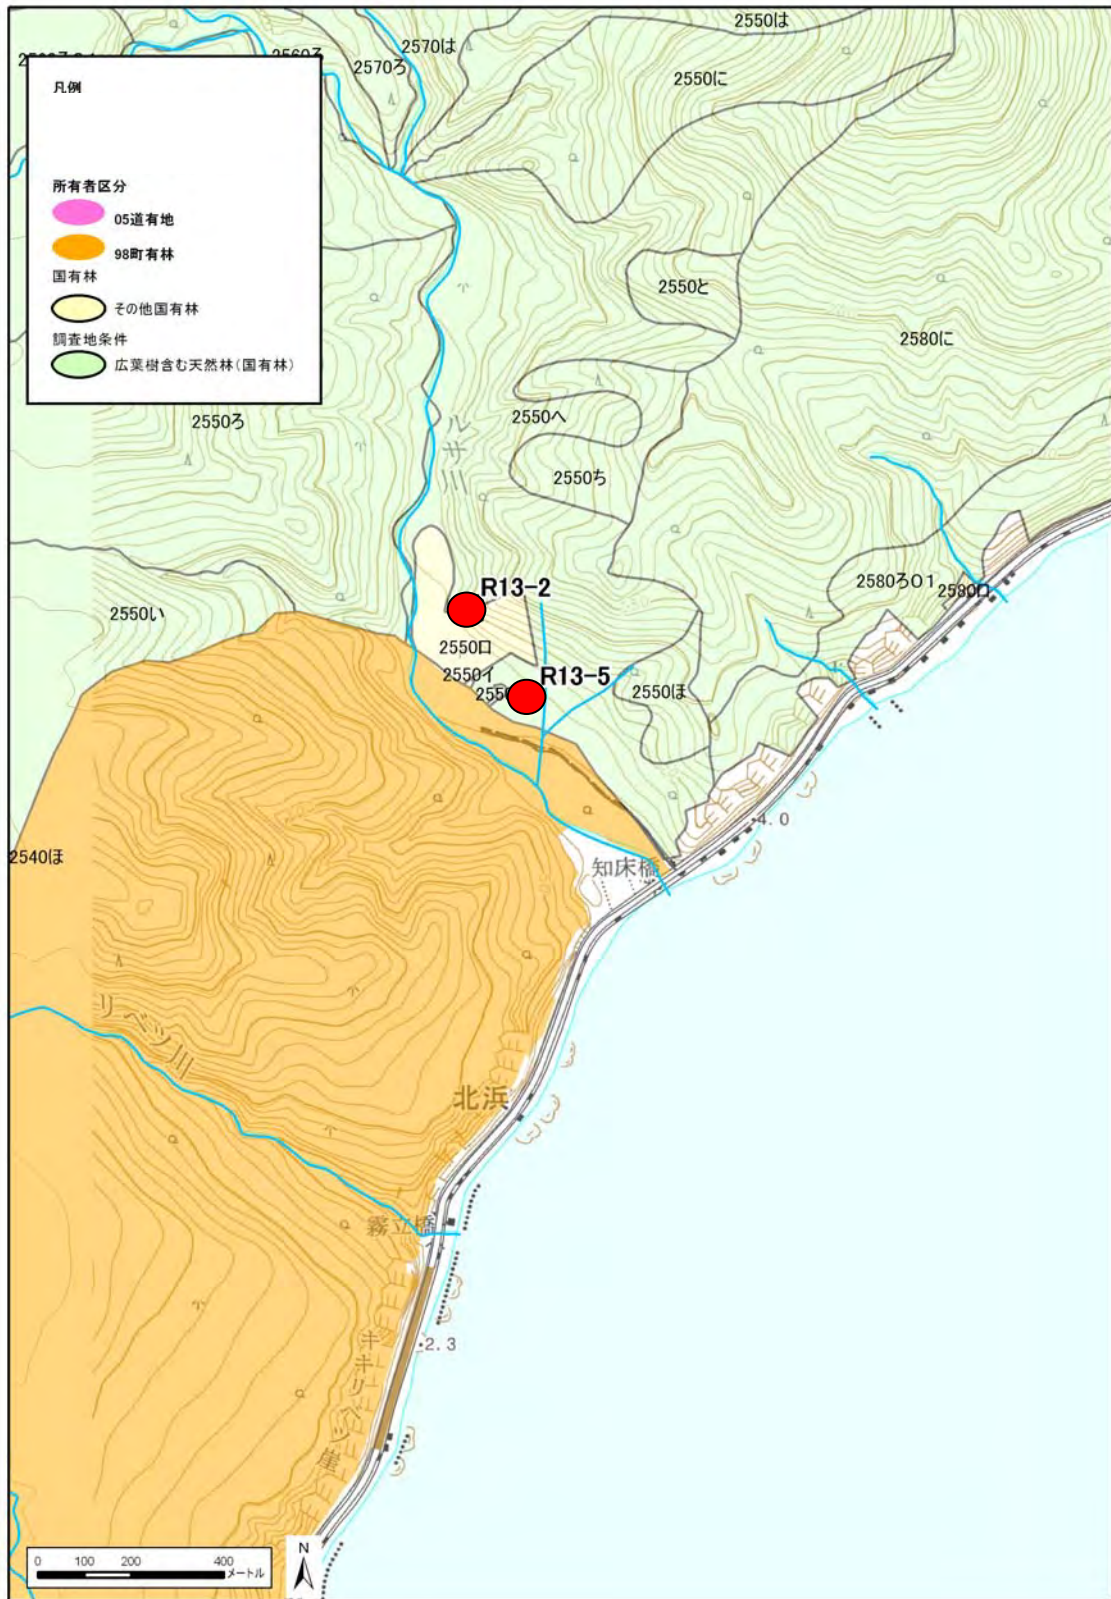 2550は
2570は
2560ろ
2570ろ
2550に
凡例
所有者区分
05道有地
98町有林
国有林
その他国有林
調査地条件
広葉樹含む天然林(国有林)
2550と
2580に
2550ろ
2550へ
ルサ川
2550ち
2580ろ01
2580ロ
R13-2
2550い
2550ロ
2550イ
R13-5
2550ほ
4.0
2540ほ
知床橋
リベツ川
北浜
霧立橋
2.3
キキリベツ崖
0 100 200 400
メートル
N